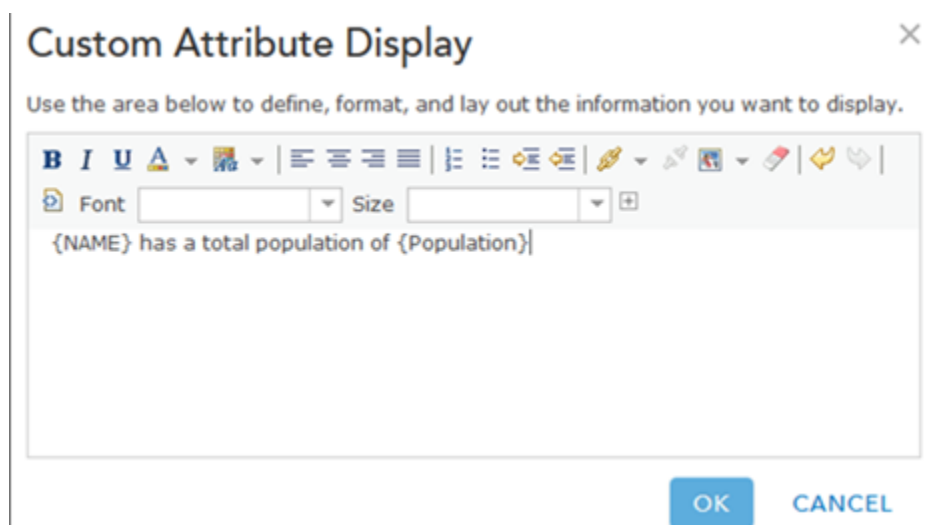 Custom Attribute Display
Use the area below to define, format, and lay out the information you want to display.
B I U A
Font Size
{NAME} has a total population of {Population}
OK CANCEL